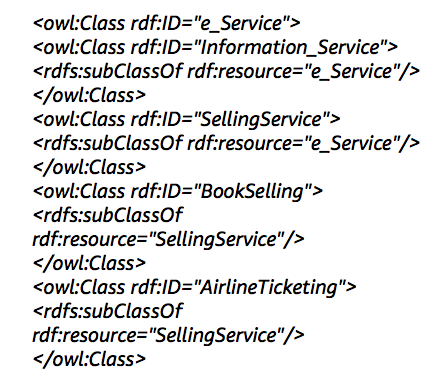 <owl:Class rdf:ID="e_Service">
<owl:Class rdf:ID="Information_Service">
<rdfs:subClassOf rdf:resource="e_Service"/>
</owl:Class>
<owl:Class rdf:ID="SellingService">
<rdfs:subClassOf rdf:resource="e_Service"/>
</owl:Class>
<owl:Class rdf:ID="BookSelling">
<rdfs:subClassOf
rdf:resource="SellingService"/>
</owl:Class>
<owl:Class rdf:ID="AirlineTicketing">
<rdfs:subClassOf
rdf:resource="SellingService"/>
</owl:Class>